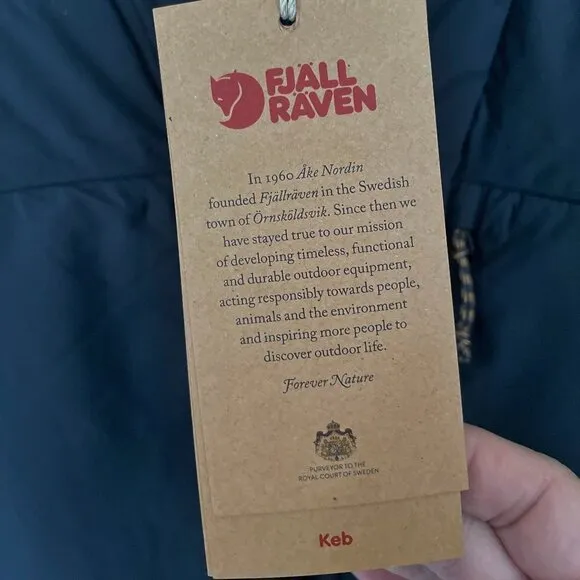 FJÄLL
RÄVEN
In 1960 Åke Nordin
founded Fjällräven in the Swedish
town of Örnsköldsvik. Since then we
have stayed true to our mission
of developing timeless, functional
and durable outdoor equipment,
acting responsibly towards people,
animals and the environment
and inspiring more people to
discover outdoor life.
Forever Nature
PURVEYOR TO THE
ROYAL COURT OF SWEDEN
Keb